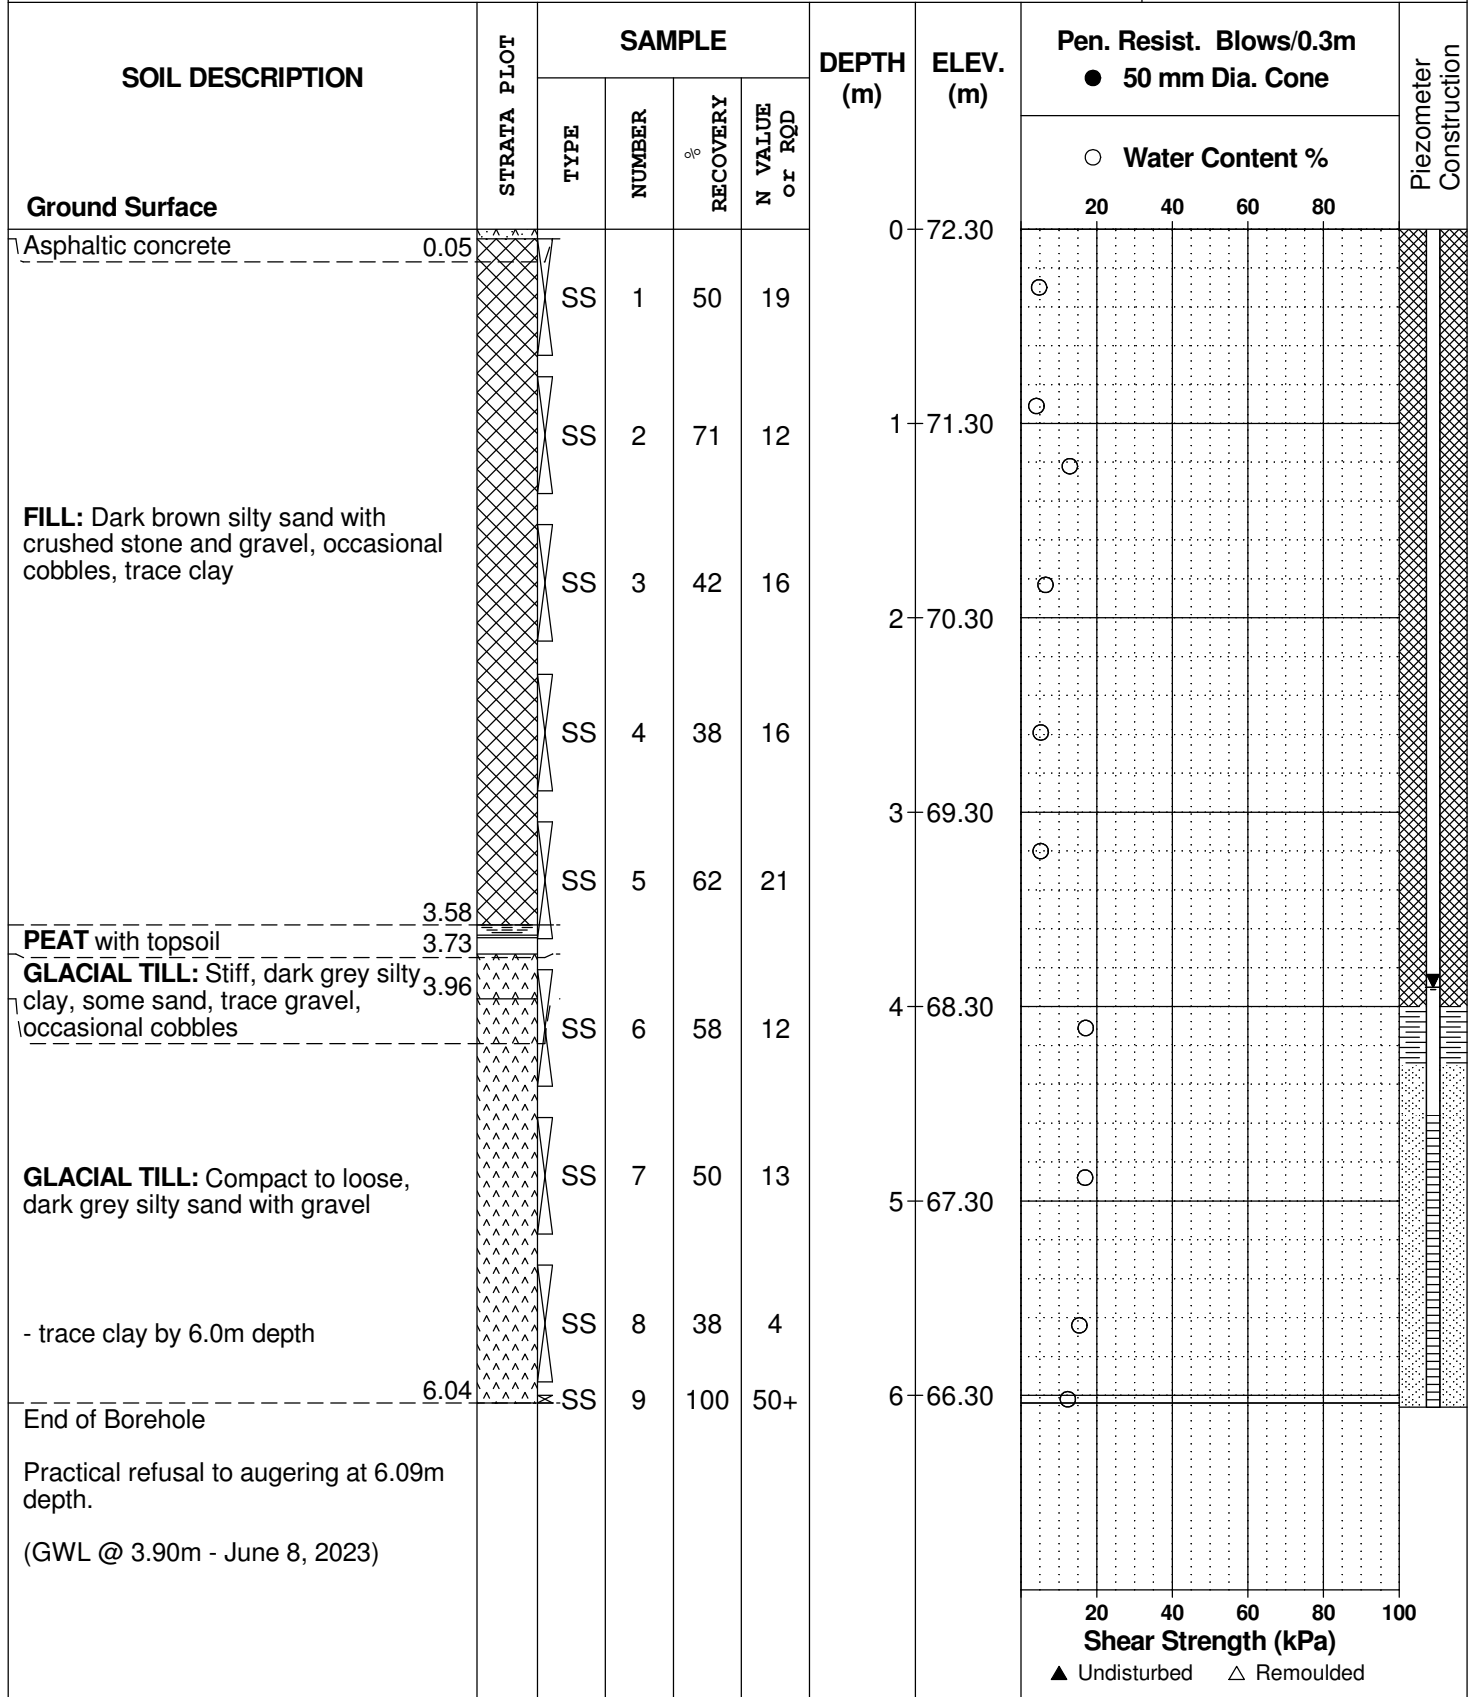 SOIL DESCRIPTION
Ground Surface
STRATA PLOT
SAMPLE
TYPE
NUMBER
%
RECOVERY
N VALUE
or RQD
DEPTH
(m)
ELEV.
(m)
Pen. Resist. Blows/0.3m
● 50 mm Dia. Cone
○ Water Content %
20 40 60 80
Piezometer
Construction
0 72.30
Asphaltic concrete 0.05
SS 1 50 19
1 71.30
SS 2 71 12
FILL: Dark brown silty sand with
crushed stone and gravel, occasional
cobbles, trace clay
SS 3 42 16
2 70.30
SS 4 38 16
3 69.30
SS 5 62 21
3.58
PEAT with topsoil 3.73
GLACIAL TILL: Stiff, dark grey silty
clay, some sand, trace gravel, 3.96
occasional cobbles
4 68.30
SS 6 58 12
GLACIAL TILL: Compact to loose,
dark grey silty sand with gravel
SS 7 50 13
5 67.30
- trace clay by 6.0m depth
SS 8 38 4
6.04
SS 9 100 50+
6 66.30
End of Borehole
Practical refusal to augering at 6.09m
depth.
(GWL @ 3.90m - June 8, 2023)
20 40 60 80 100
Shear Strength (kPa)
▲ Undisturbed △ Remoulded